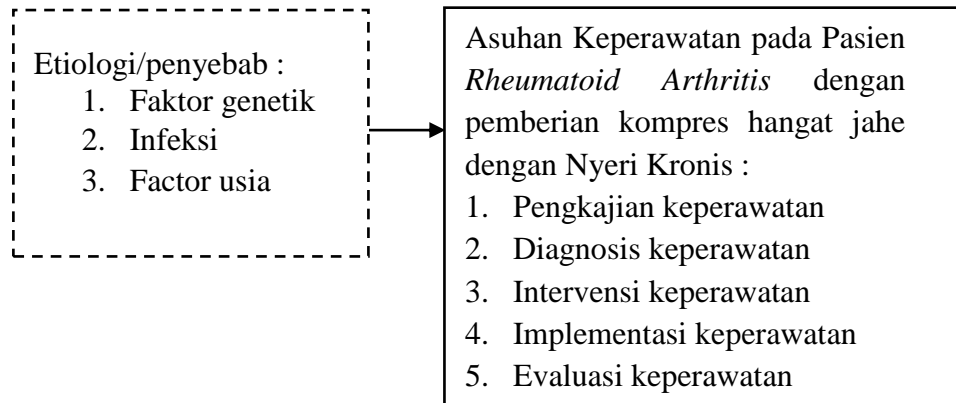 Etiologi/penyebab :
1. Faktor genetik
2. Infeksi
3. Factor usia
Asuhan Keperawatan pada Pasien
Rheumatoid Arthritis dengan
pemberian kompres hangat jahe
dengan Nyeri Kronis :
1. Pengkajian keperawatan
2. Diagnosis keperawatan
3. Intervensi keperawatan
4. Implementasi keperawatan
5. Evaluasi keperawatan